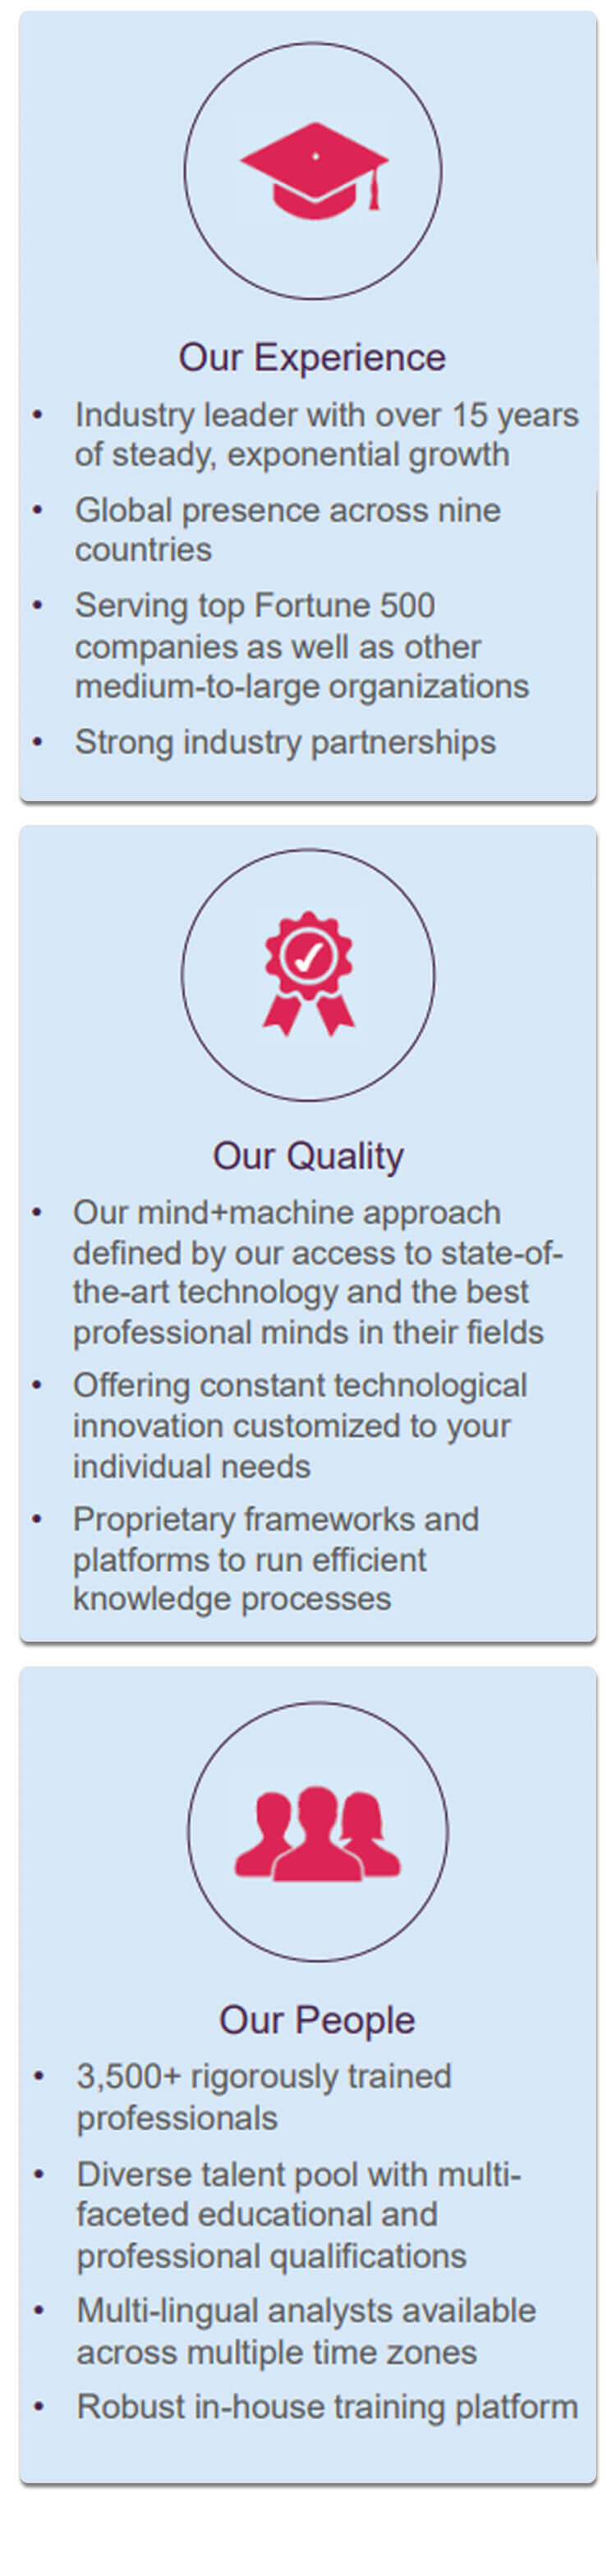 Our Experience
• Industry leader with over 15 years
of steady, exponential growth
• Global presence across nine
countries
• Serving top Fortune 500
companies as well as other
medium-to-large organizations
• Strong industry partnerships
Our Quality
• Our mind+machine approach
defined by our access to state-of-
the-art technology and the best
professional minds in their fields
• Offering constant technological
innovation customized to your
individual needs
• Proprietary frameworks and
platforms to run efficient
knowledge processes
Our People
• 3,500+ rigorously trained
professionals
• Diverse talent pool with multi-
faceted educational and
professional qualifications
• Multi-lingual analysts available
across multiple time zones
• Robust in-house training platform